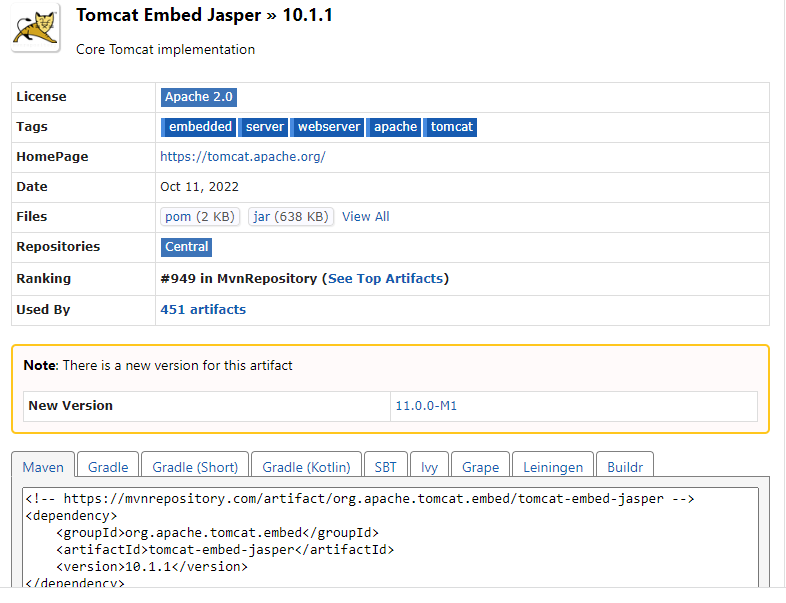 Tomcat Embed Jasper » 10.1.1
Core Tomcat implementation
License Apache 2.0
Tags embedded server webserver apache tomcat
HomePage https://tomcat.apache.org/
Date Oct 11, 2022
Files pom (2 KB) jar (638 KB) View All
Repositories Central
Ranking #949 in MvnRepository (See Top Artifacts)
Used By 451 artifacts
Note: There is a new version for this artifact
New Version 11.0.0-M1
Maven Gradle Gradle (Short) Gradle (Kotlin) SBT Ivy Grape Leiningen Buildr
<!-- https://mvnrepository.com/artifact/org.apache.tomcat.embed/tomcat-embed-jasper -->
<dependency>
    <groupId>org.apache.tomcat.embed</groupId>
    <artifactId>tomcat-embed-jasper</artifactId>
    <version>10.1.1</version>
</dependency>